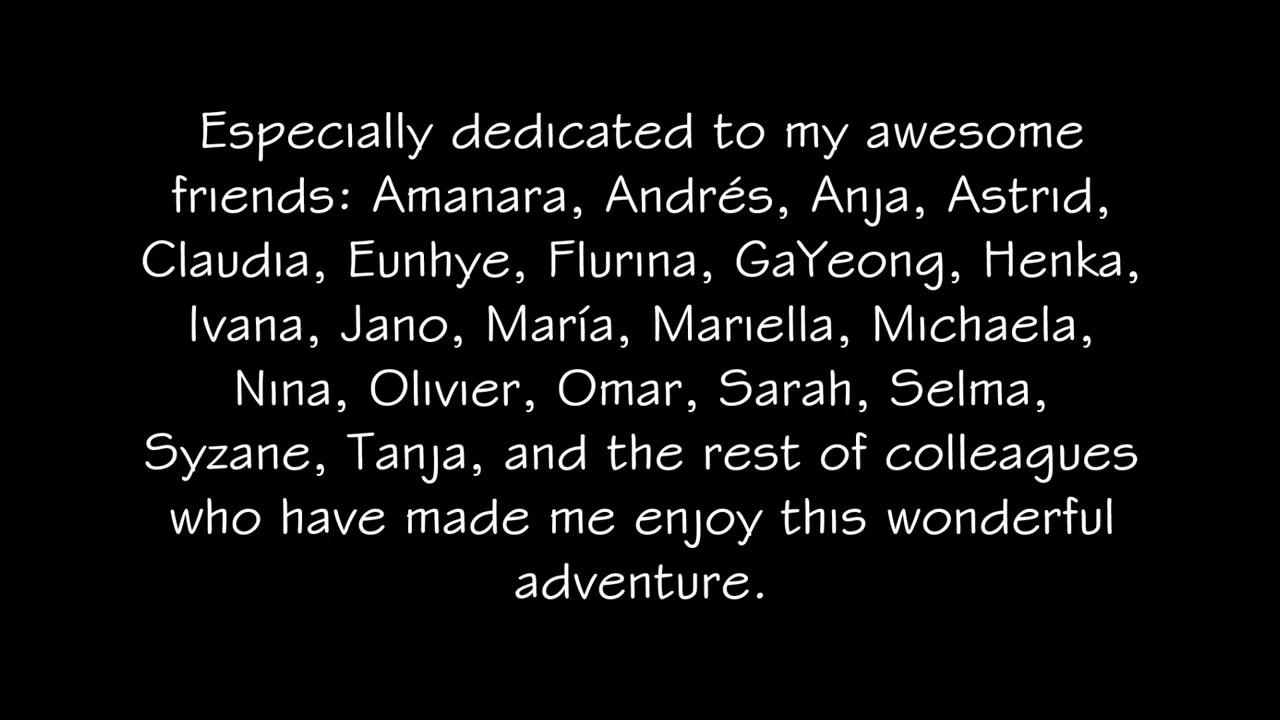 Especially dedicated to my awesome
friends: Amanara, Andrés, Anja, Astrid,
Claudia, Eunhye, Flurina, GaYeong, Henka,
Ivana, Jano, María, Mariella, Michaela,
Nina, Olivier, Omar, Sarah, Selma,
Syzane, Tanja, and the rest of colleagues
who have made me enjoy this wonderful
adventure.